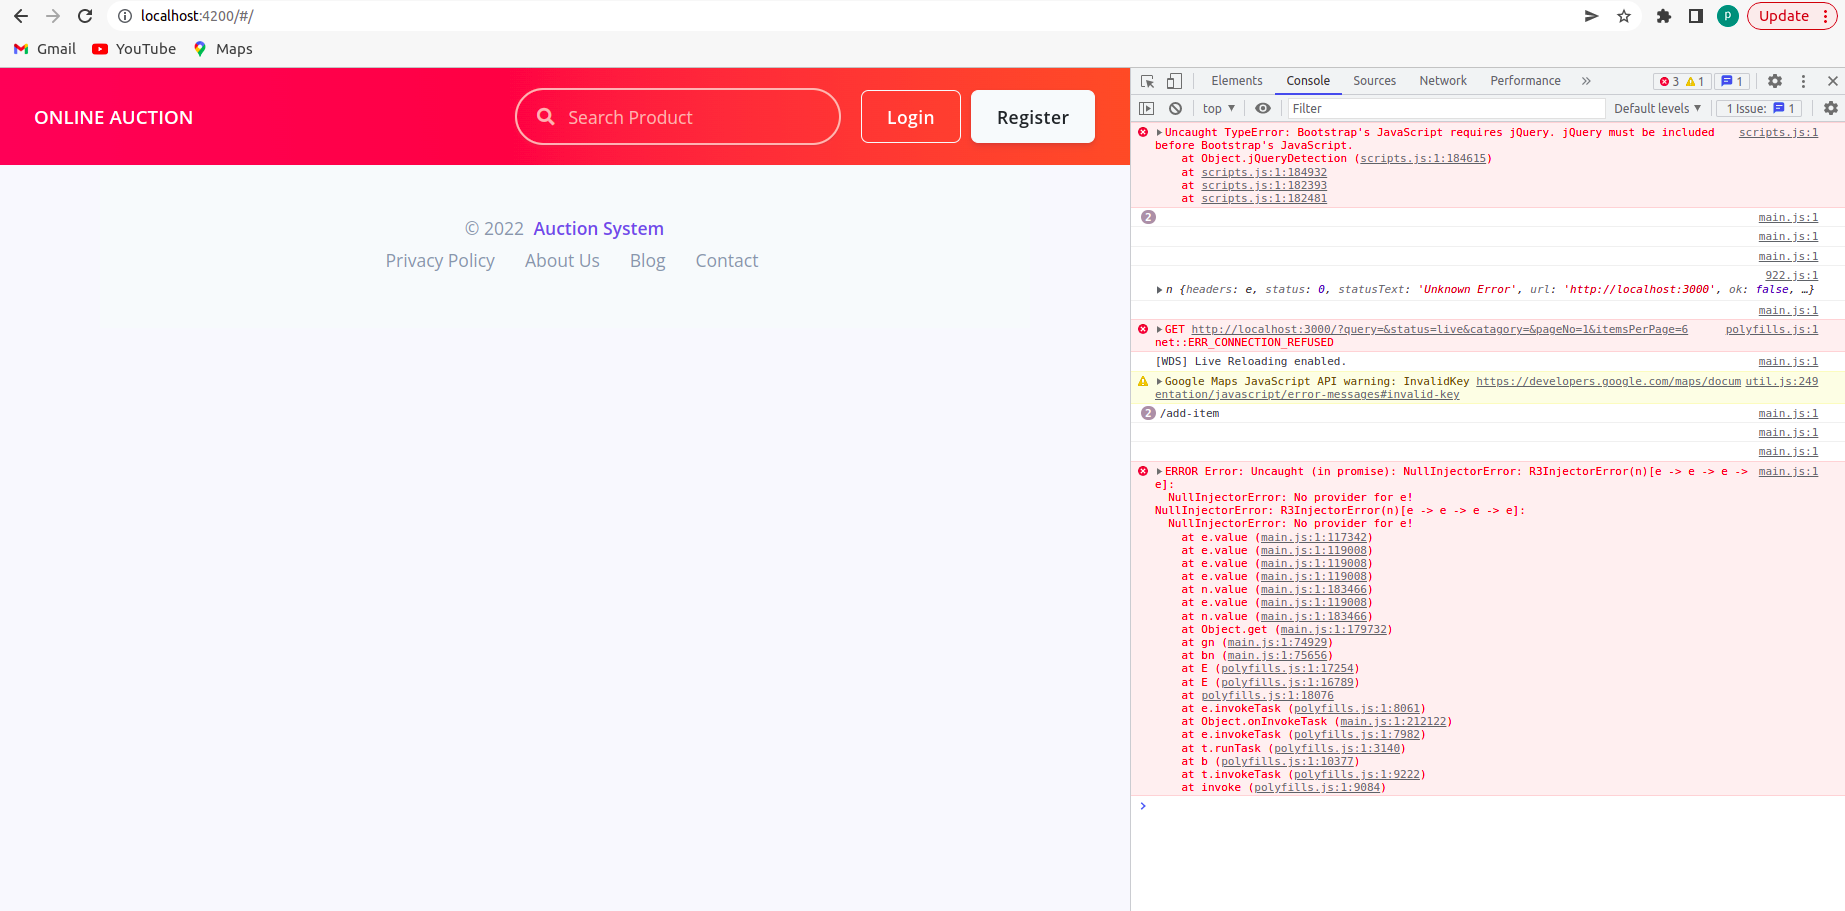 localhost:4200/#/
P
Update
Gmail YouTube Maps
ONLINE AUCTION
Search Product
Login
Register
© 2022 Auction System
Privacy Policy About Us Blog Contact
Elements Console Sources Network Performance »
3 1 1
top ▼
Filter
Default levels ▼
1 Issue: 1
Uncaught TypeError: Bootstrap's JavaScript requires jQuery. jQuery must be included scripts.js:1
before Bootstrap's JavaScript.
at Object.jQueryDetection (scripts.js:1:184615)
at scripts.js:1:184932
at scripts.js:1:182393
at scripts.js:1:182481
2 main.js:1
main.js:1
main.js:1
922.js:1
n {headers: e, status: 0, statusText: 'Unknown Error', url: 'http://localhost:3000', ok: false, …}
main.js:1
GET http://localhost:3000/?query=&status=live&catagory=&pageNo=1&itemsPerPage=6 polyfills.js:1
net::ERR_CONNECTION_REFUSED
[WDS] Live Reloading enabled. main.js:1
Google Maps JavaScript API warning: InvalidKey https://developers.google.com/maps/docum util.js:249
entation/javascript/error-messages#invalid-key
2 /add-item main.js:1
main.js:1
main.js:1
ERROR Error: Uncaught (in promise): NullInjectorError: R3InjectorError(n)[e -> e -> e -> main.js:1
e]:
NullInjectorError: No provider for e!
NullInjectorError: R3InjectorError(n)[e -> e -> e -> e]:
NullInjectorError: No provider for e!
at e.value (main.js:1:117342)
at e.value (main.js:1:119008)
at e.value (main.js:1:119008)
at e.value (main.js:1:119008)
at n.value (main.js:1:183466)
at e.value (main.js:1:119008)
at n.value (main.js:1:183466)
at Object.get (main.js:1:179732)
at gn (main.js:1:74929)
at bn (main.js:1:75656)
at E (polyfills.js:1:17254)
at E (polyfills.js:1:16789)
at polyfills.js:1:18076
at e.invokeTask (polyfills.js:1:8061)
at Object.onInvokeTask (main.js:1:212122)
at e.invokeTask (polyfills.js:1:7982)
at t.runTask (polyfills.js:1:3140)
at b (polyfills.js:1:10377)
at t.invokeTask (polyfills.js:1:9222)
at invoke (polyfills.js:1:9084)